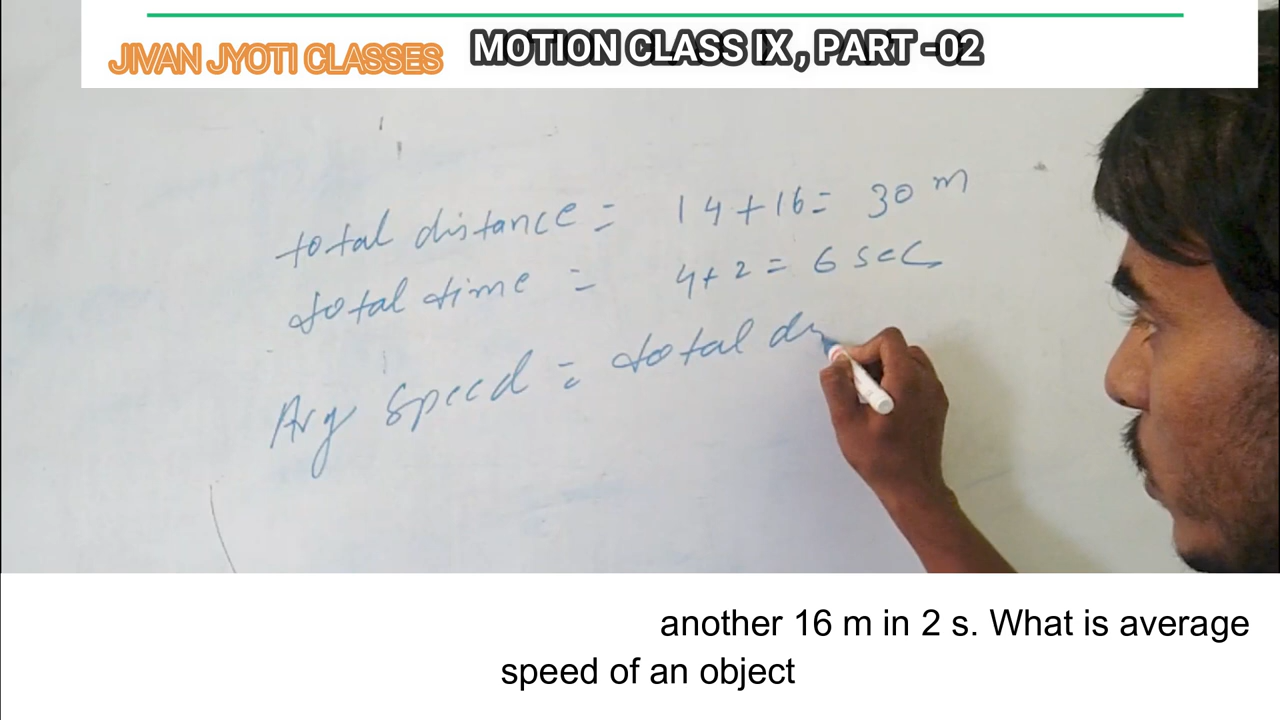 JIVAN JYOTI CLASSES MOTION CLASS IX , PART -02
total distance = 14+16= 30 m
total time = 4+2 = 6 sec
Avg speed = total
another 16 m in 2 s. What is average
speed of an object